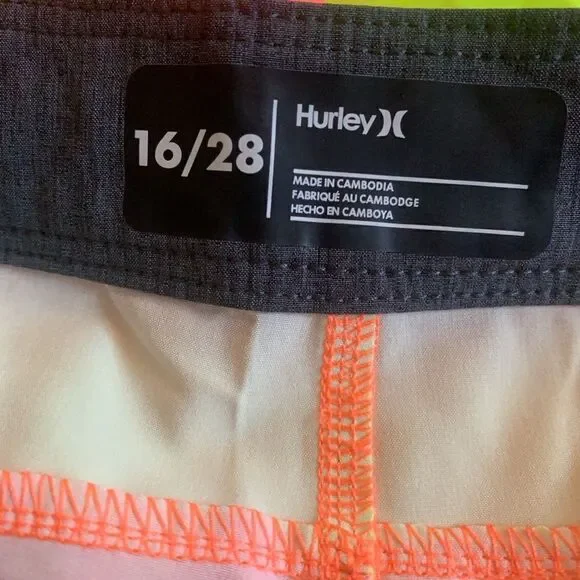 16/28
Hurley
MADE IN CAMBODIA
FABRIQUÉ AU CAMBODGE
HECHO EN CAMBOYA